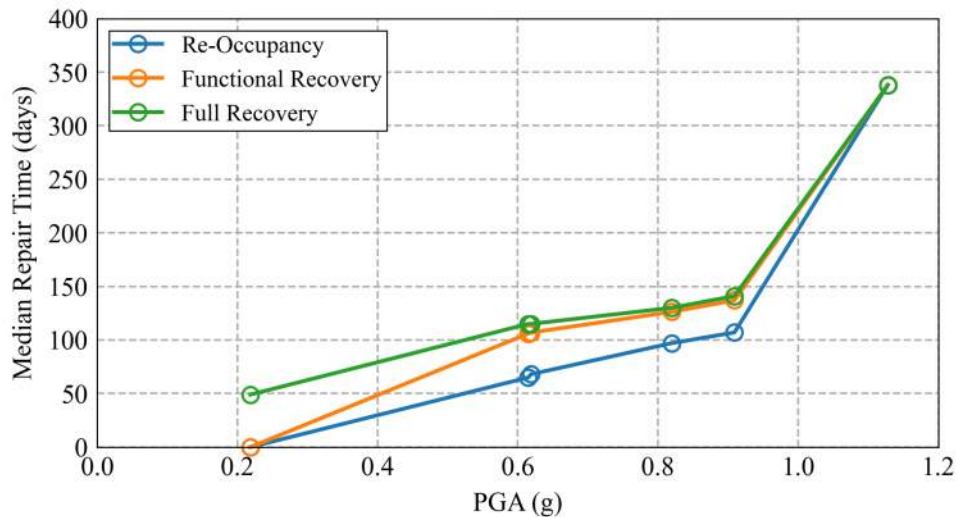 400
350
300
250
200
150
100
50
0
Median Repair Time (days)
Re-Occupancy
Functional Recovery
Full Recovery
0.0 0.2 0.4 0.6 0.8 1.0 1.2
PGA (g)